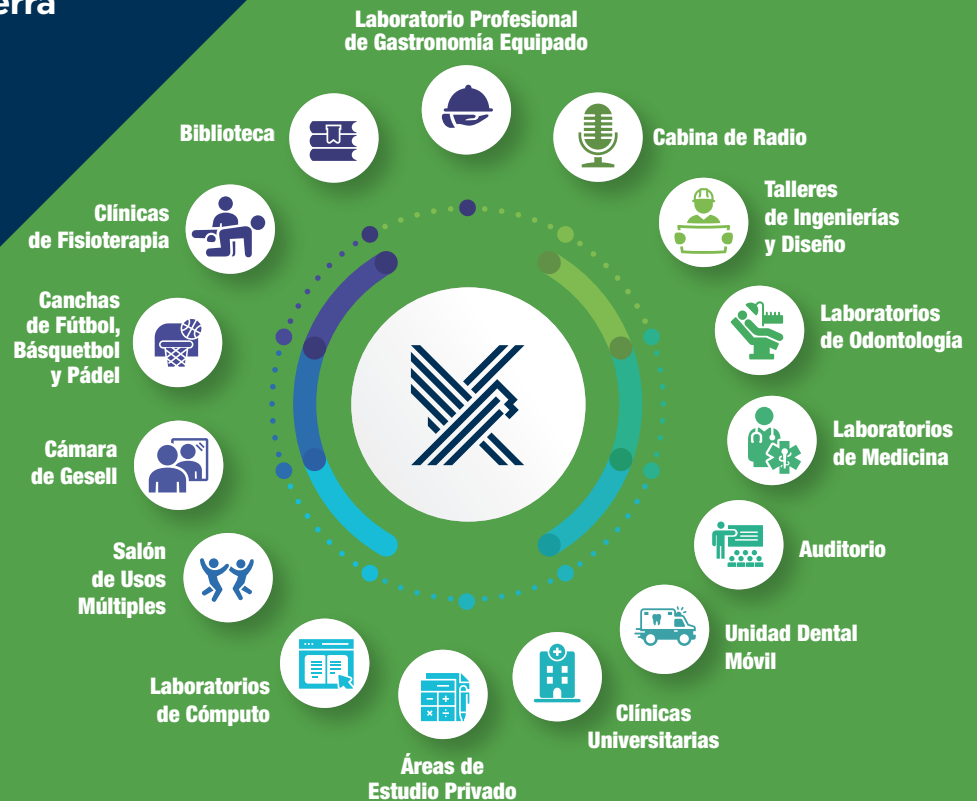 Laboratorio Profesional
de Gastronomía Equipado
Cabina de Radio
Talleres
de Ingenierías
y Diseño
Laboratorios
de Odontología
Laboratorios
de Medicina
Auditorio
Unidad Dental
Móvil
Clínicas
Universitarias
Áreas de
Estudio Privado
Laboratorios
de Cómputo
Salón
de Usos
Múltiples
Cámara
de Gesell
Canchas
de Fútbol,
Básquetbol
y Pádel
Clínicas
de Fisioterapia
Biblioteca